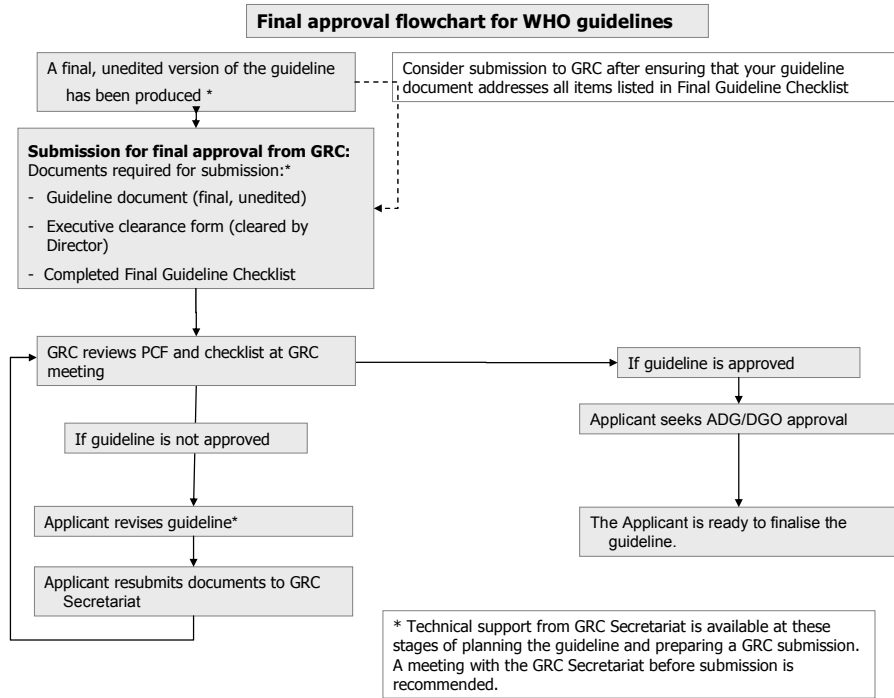 Final approval flowchart for WHO guidelines
A final, unedited version of the guideline
has been produced *
Consider submission to GRC after ensuring that your guideline
document addresses all items listed in Final Guideline Checklist
Submission for final approval from GRC:
Documents required for submission:*
- Guideline document (final, unedited)
- Executive clearance form (cleared by
Director)
- Completed Final Guideline Checklist
GRC reviews PCF and checklist at GRC
meeting
If guideline is approved
Applicant seeks ADG/DGO approval
If guideline is not approved
Applicant revises guideline*
The Applicant is ready to finalise the
guideline.
Applicant resubmits documents to GRC
Secretariat
* Technical support from GRC Secretariat is available at these
stages of planning the guideline and preparing a GRC submission.
A meeting with the GRC Secretariat before submission is
recommended.